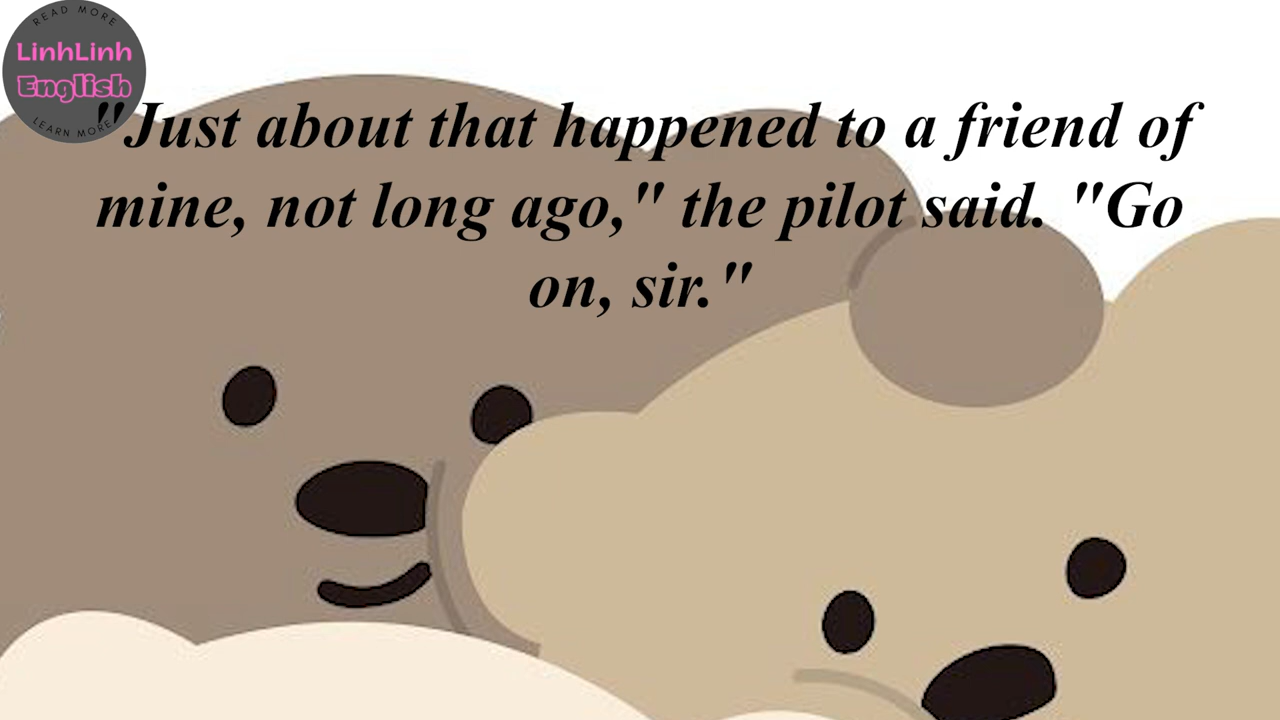 READ MORE
LinhLinh
English
LEARN MORE
"Just about that happened to a friend of
mine, not long ago," the pilot said. "Go
on, sir."